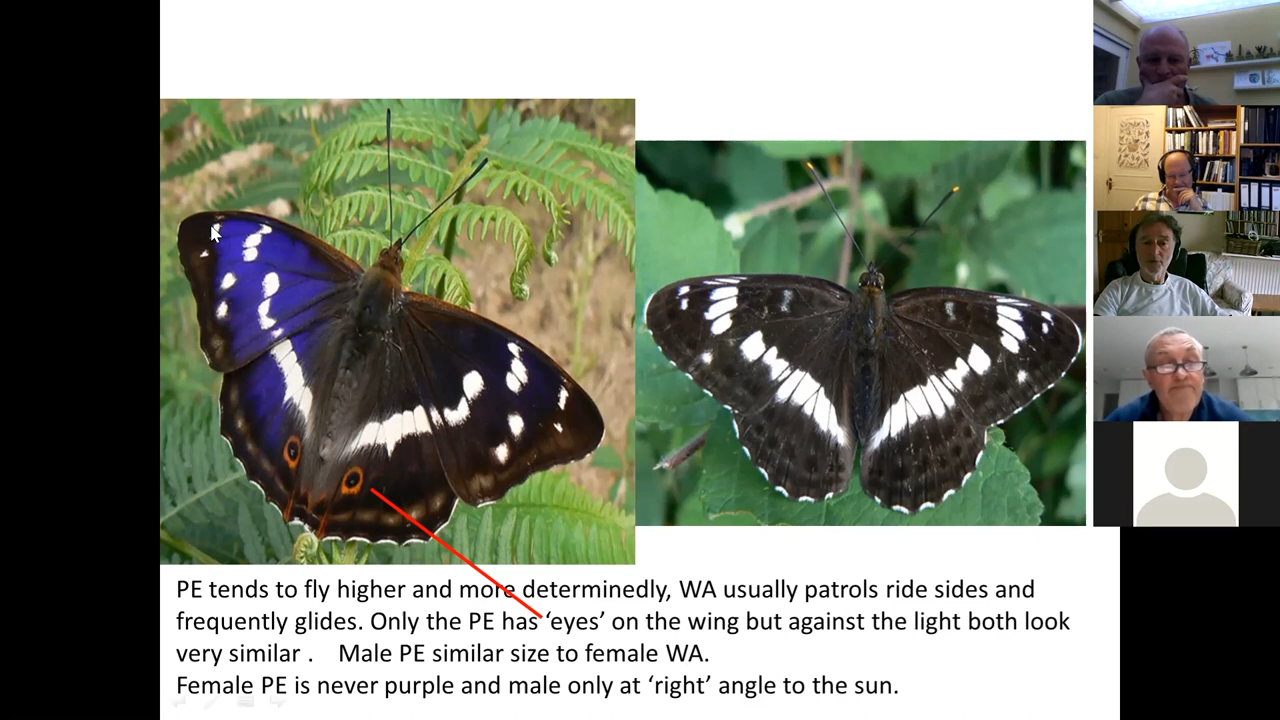 PE tends to fly higher and more determinedly, WA usually patrols ride sides and
frequently glides. Only the PE has ‘eyes’ on the wing but against the light both look
very similar . Male PE similar size to female WA.
Female PE is never purple and male only at ‘right’ angle to the sun.